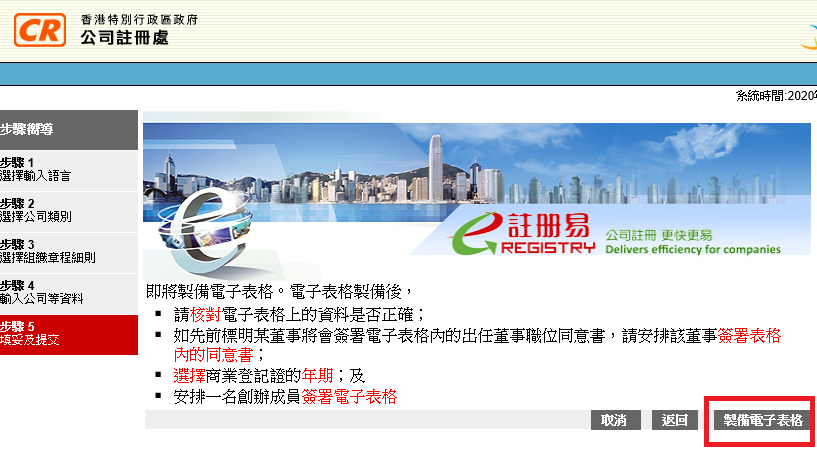 CR
香港特別行政區政府
公司註冊處
系統時間:2020
步驟嚮導
步驟 1
選擇輸入語言
步驟 2
選擇公司類別
步驟 3
選擇組織章程細則
步驟 4
輸入公司等資料
步驟 5
填妥及提交
註冊易
e REGISTRY
公司註冊 更快更易
Delivers efficiency for companies
即將製備電子表格。電子表格製備後，
▪ 請核對電子表格上的資料是否正確；
▪ 如先前標明某董事將會簽署電子表格內的出任董事職位同意書，請安排該董事簽署表格
內的同意書；
▪ 選擇商業登記證的年期；及
▪ 安排一名創辦成員簽署電子表格
取消 返回 製備電子表格